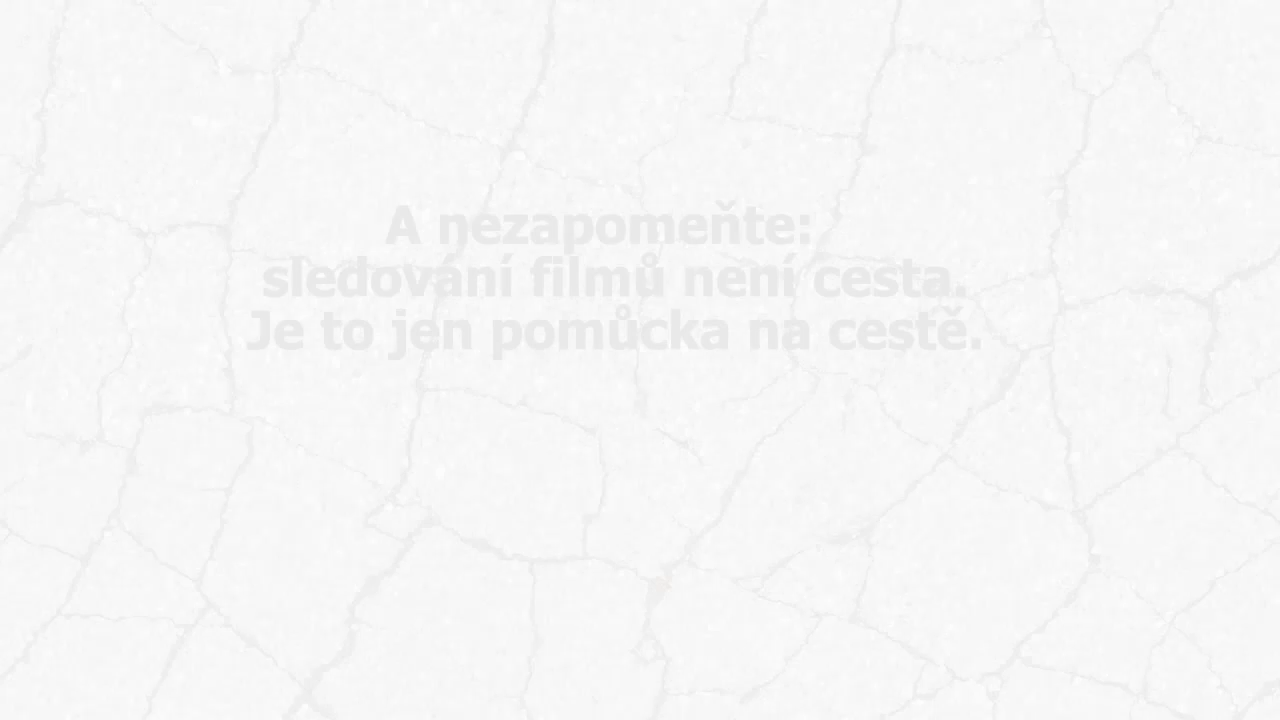 A nezapomeňte:
sledování filmů není cesta.
Je to jen pomůcka na cestě.